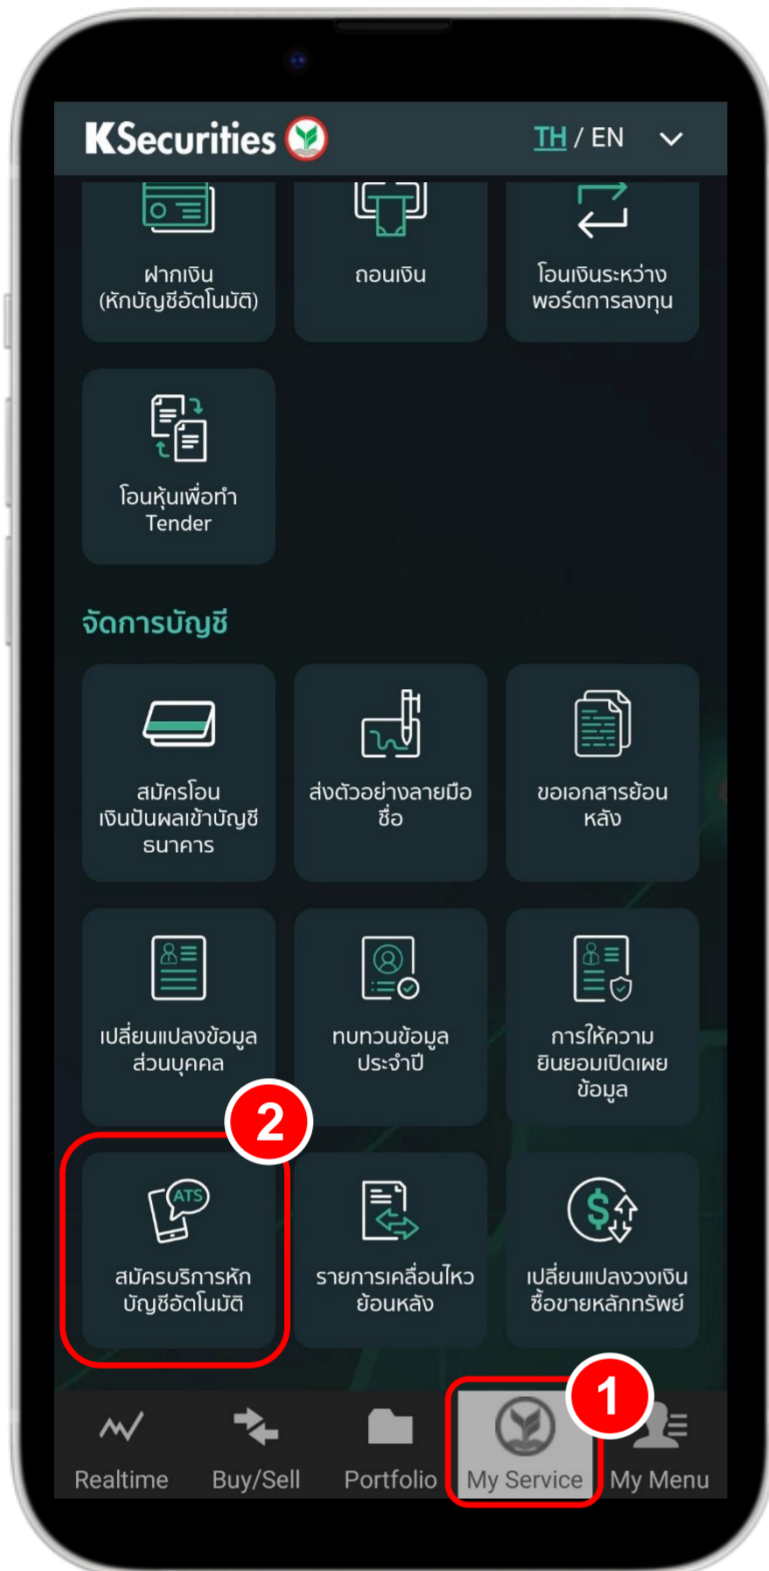 KSecurities
TH / EN
ฝากเงิน
(หักบัญชีอัตโนมัติ)
ถอนเงิน
โอนเงินระหว่าง
พอร์ตการลงทุน
โอนหุ้นเพื่อทำ
Tender
จัดการบัญชี
สมัครโอน
เงินปันผลเข้าบัญชี
ธนาคาร
ส่งตัวอย่างลายมือ
ชื่อ
ขอเอกสารย้อน
หลัง
เปลี่ยนแปลงข้อมูล
ส่วนบุคคล
ทบทวนข้อมูล
ประจำปี
การให้ความ
ยินยอมเปิดเผย
ข้อมูล
2
ATS
สมัครบริการหัก
บัญชีอัตโนมัติ
รายการเคลื่อนไหว
ย้อนหลัง
$
เปลี่ยนแปลงวงเงิน
ซื้อขายหลักทรัพย์
1
Realtime
Buy/Sell
Portfolio
My Service
My Menu